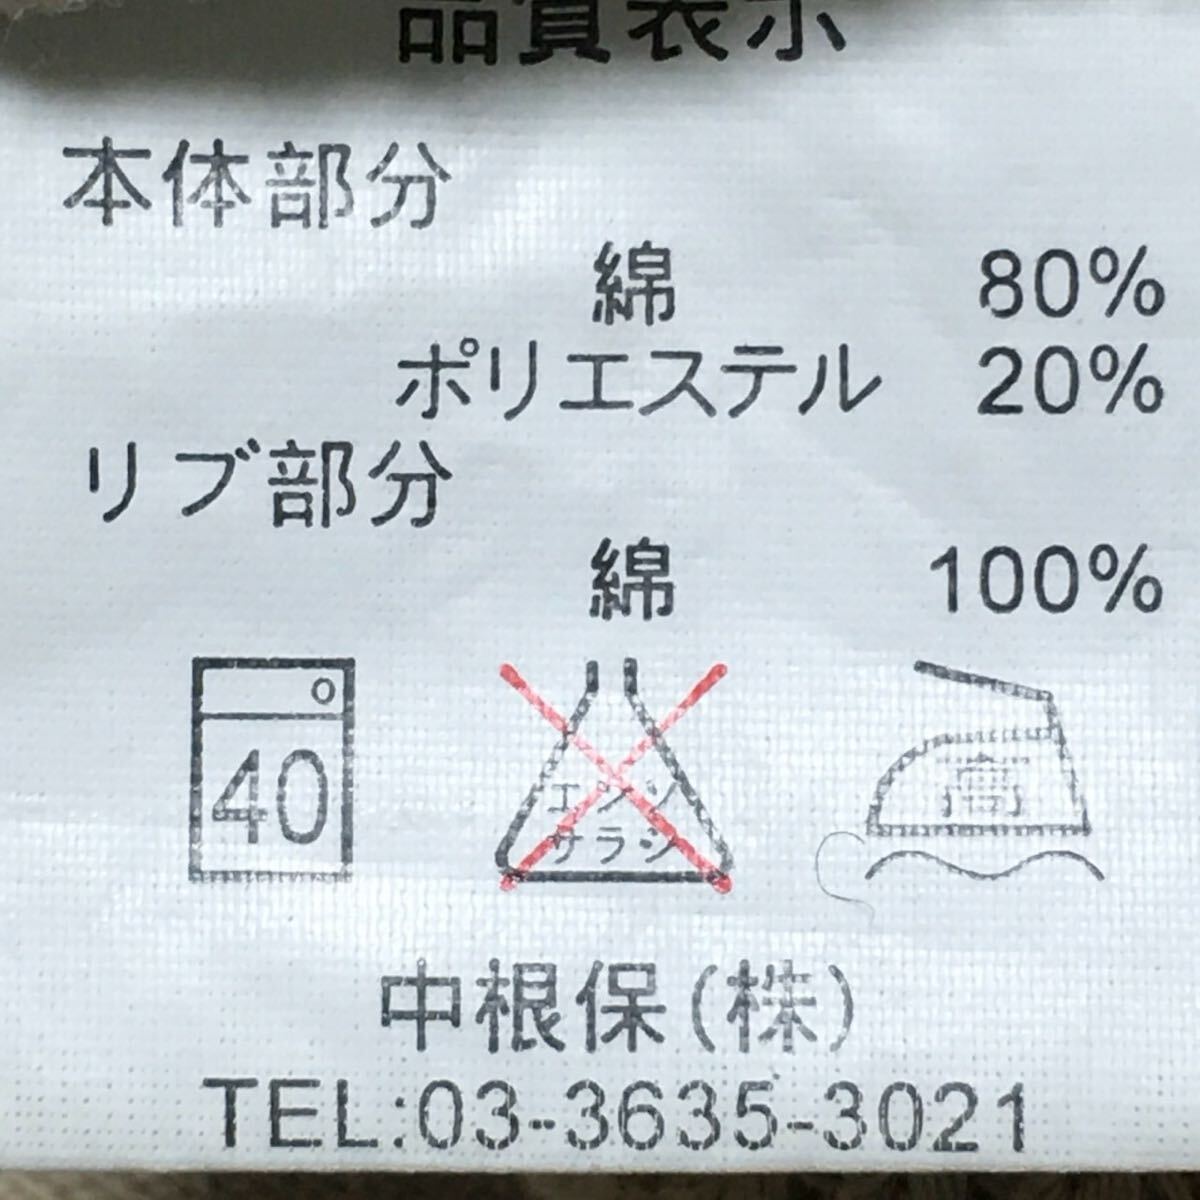 品質表示
本体部分
綿 80%
ポリエステル 20%
リブ部分
綿 100%
40
エンソ
サラシ
高
中根保(株)
TEL:03-3635-3021